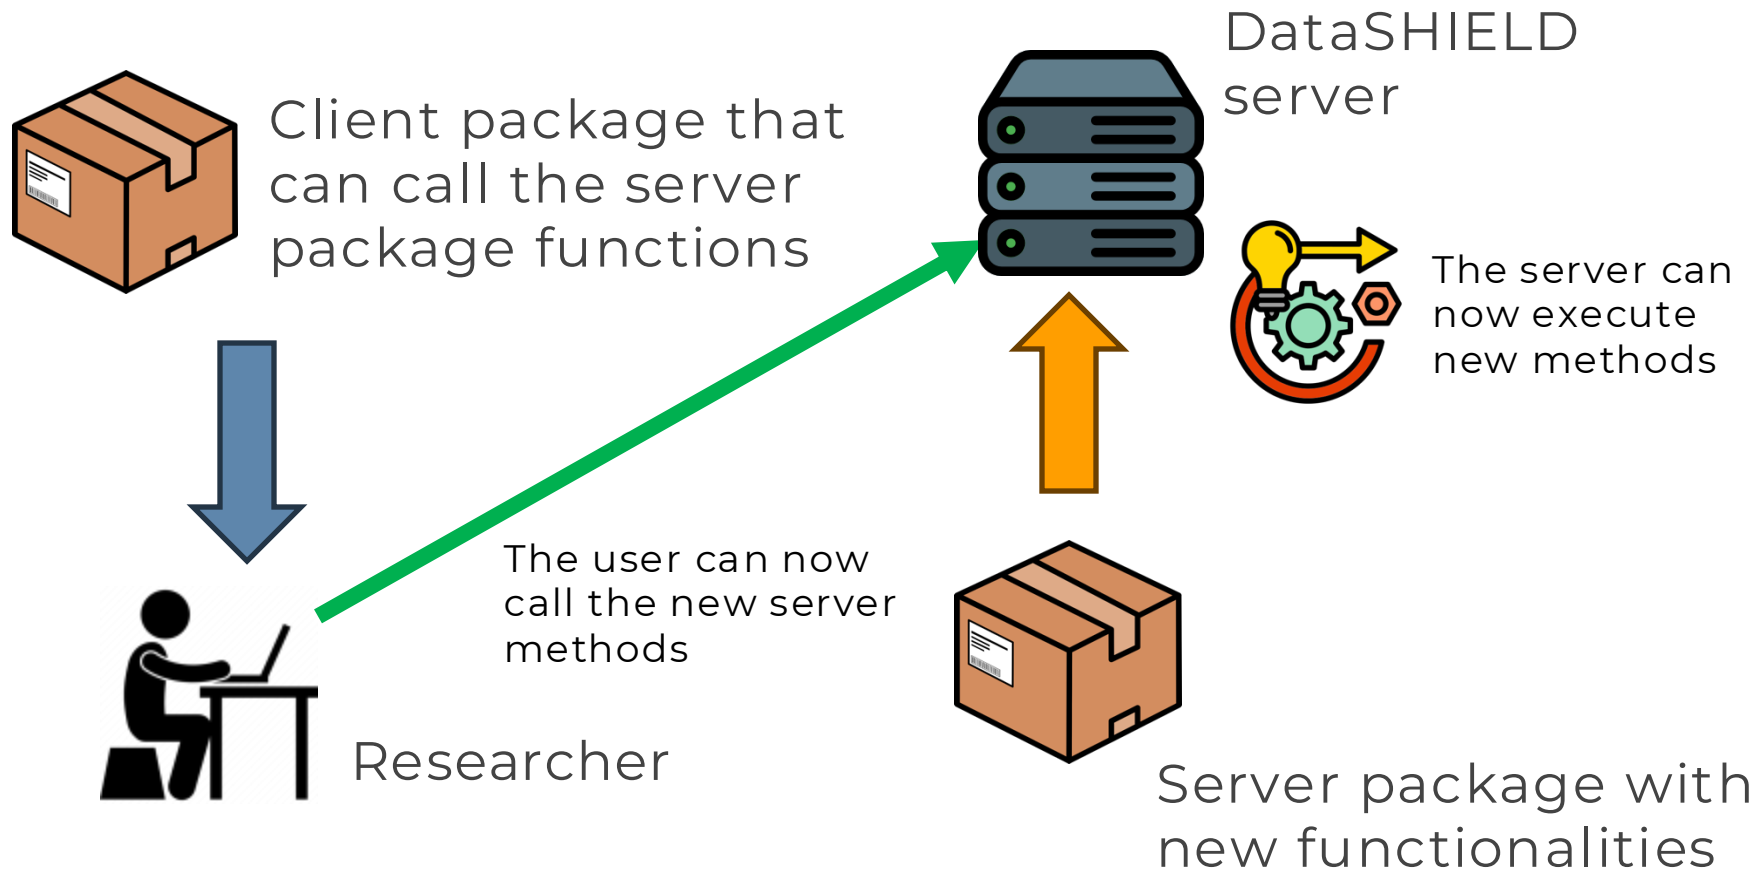 DataSHIELD
server
Client package that
can call the server
package functions
The server can
now execute
new methods
The user can now
call the new server
methods
Researcher
Server package with
new functionalities